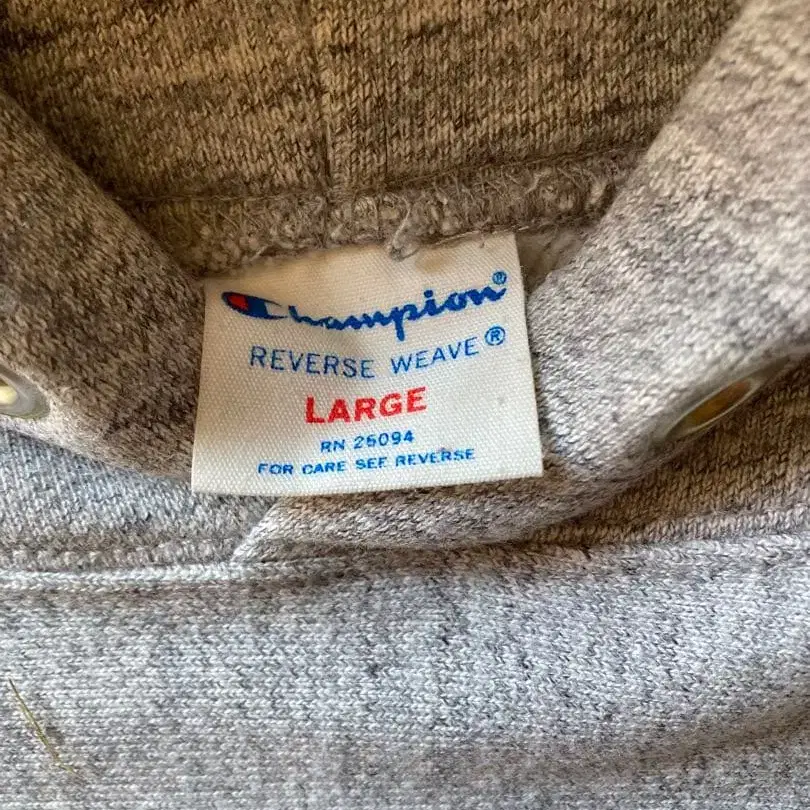 Champion®
REVERSE WEAVE®
LARGE
RN 26094
FOR CARE SEE REVERSE